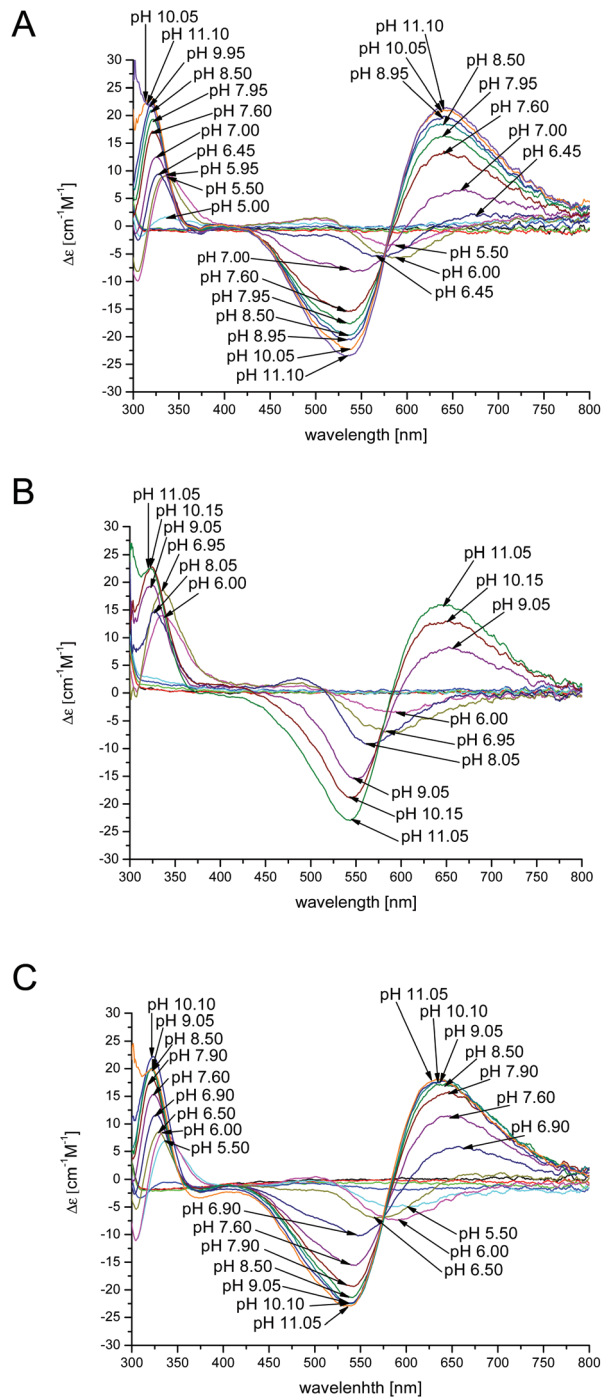 A
pH 10.05
pH 11.10
pH 9.95
pH 8.50
pH 7.95
pH 7.60
pH 7.00
pH 6.45
pH 5.95
pH 5.50
pH 5.00
pH 11.10
pH 10.05
pH 8.95
pH 8.50
pH 7.95
pH 7.60
pH 7.00
pH 6.45
pH 7.00
pH 7.60
pH 7.95
pH 8.50
pH 8.95
pH 10.05
pH 11.10
pH 5.50
pH 6.00
pH 6.45
30
25
20
15
10
5
0
-5
-10
-15
-20
-25
-30
Δε [cm⁻¹M⁻¹]
300 350 400 450 500 550 600 650 700 750 800
wavelength [nm]
B
pH 11.05
pH 10.15
pH 9.05
pH 6.95
pH 8.05
pH 6.00
pH 11.05
pH 10.15
pH 9.05
pH 6.00
pH 6.95
pH 8.05
pH 9.05
pH 10.15
pH 11.05
30
25
20
15
10
5
0
-5
-10
-15
-20
-25
-30
Δε [cm⁻¹M⁻¹]
300 350 400 450 500 550 600 650 700 750 800
wavelength [nm]
C
pH 10.10
pH 9.05
pH 8.50
pH 7.90
pH 7.60
pH 6.90
pH 6.50
pH 6.00
pH 5.50
pH 11.05
pH 10.10
pH 9.05
pH 8.50
pH 7.90
pH 7.60
pH 6.90
pH 6.90
pH 7.60
pH 7.90
pH 8.50
pH 9.05
pH 10.10
pH 11.05
pH 5.50
pH 6.00
pH 6.50
30
25
20
15
10
5
0
-5
-10
-15
-20
-25
-30
Δε [cm⁻¹M⁻¹]
300 350 400 450 500 550 600 650 700 750 800
wavelenhth [nm]